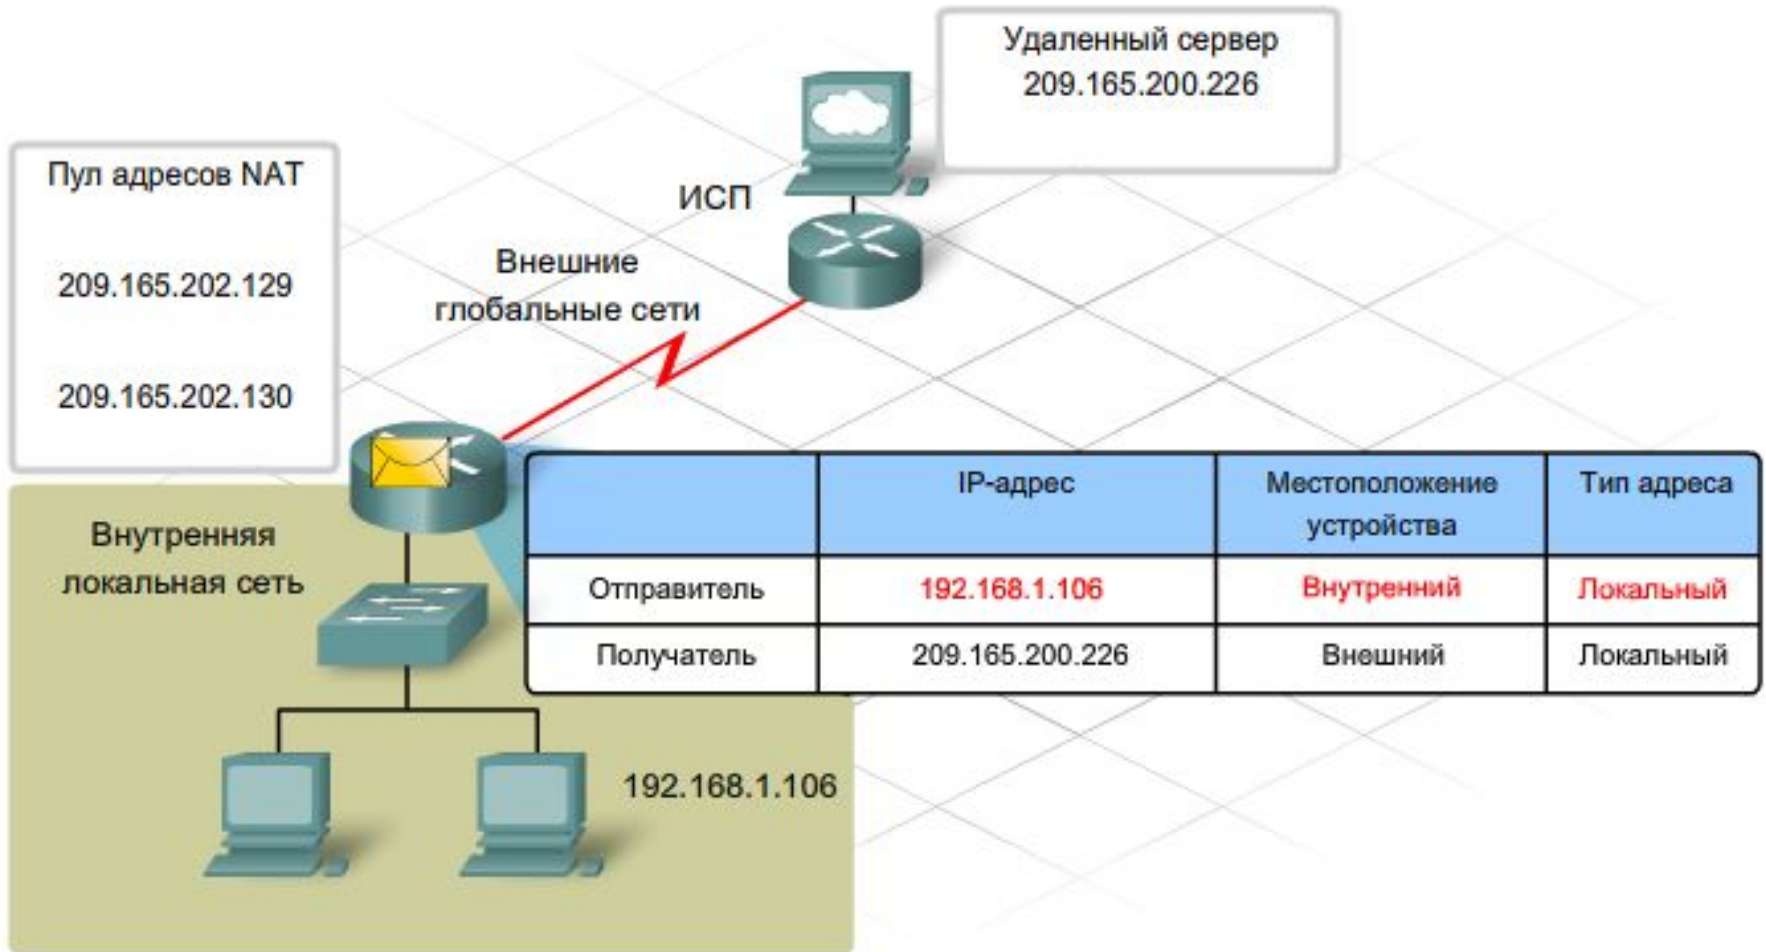 Удаленный сервер
209.165.200.226
Пул адресов NAT
209.165.202.129
209.165.202.130
ИСП
Внешние
глобальные сети
Внутренняя
локальная сеть
IP-адрес
Местоположение
устройства
Тип адреса
Отправитель
192.168.1.106
Внутренний
Локальный
Получатель
209.165.200.226
Внешний
Локальный
192.168.1.106